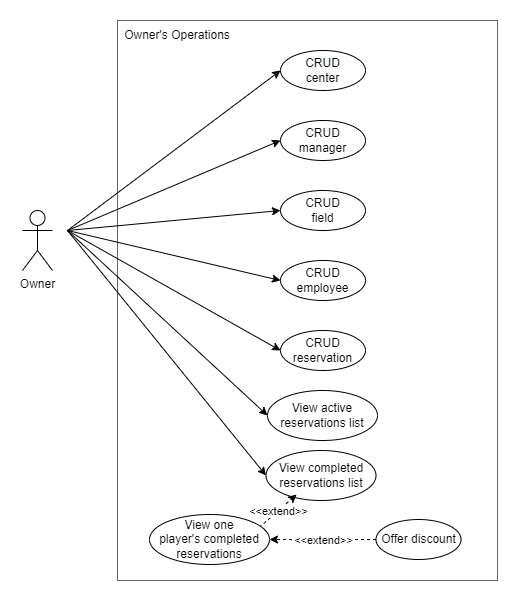 Owner's Operations
CRUD
center
CRUD
manager
CRUD
field
Owner
CRUD
employee
CRUD
reservation
View active
reservations list
View completed
reservations list
<<extend>>
View one
player's completed
reservations
<<extend>>
Offer discount